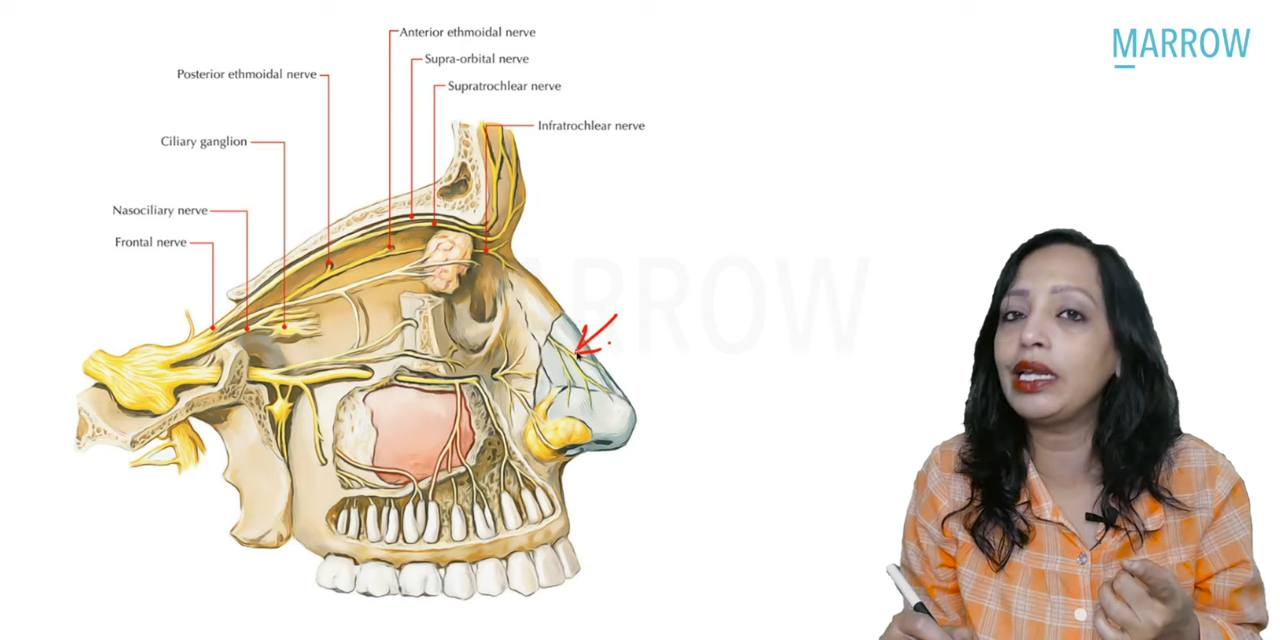 Anterior ethmoidal nerve
Supra-orbital nerve
Posterior ethmoidal nerve
Supratrochlear nerve
Infratrochlear nerve
Ciliary ganglion
Nasociliary nerve
Frontal nerve
MARROW
MARROW